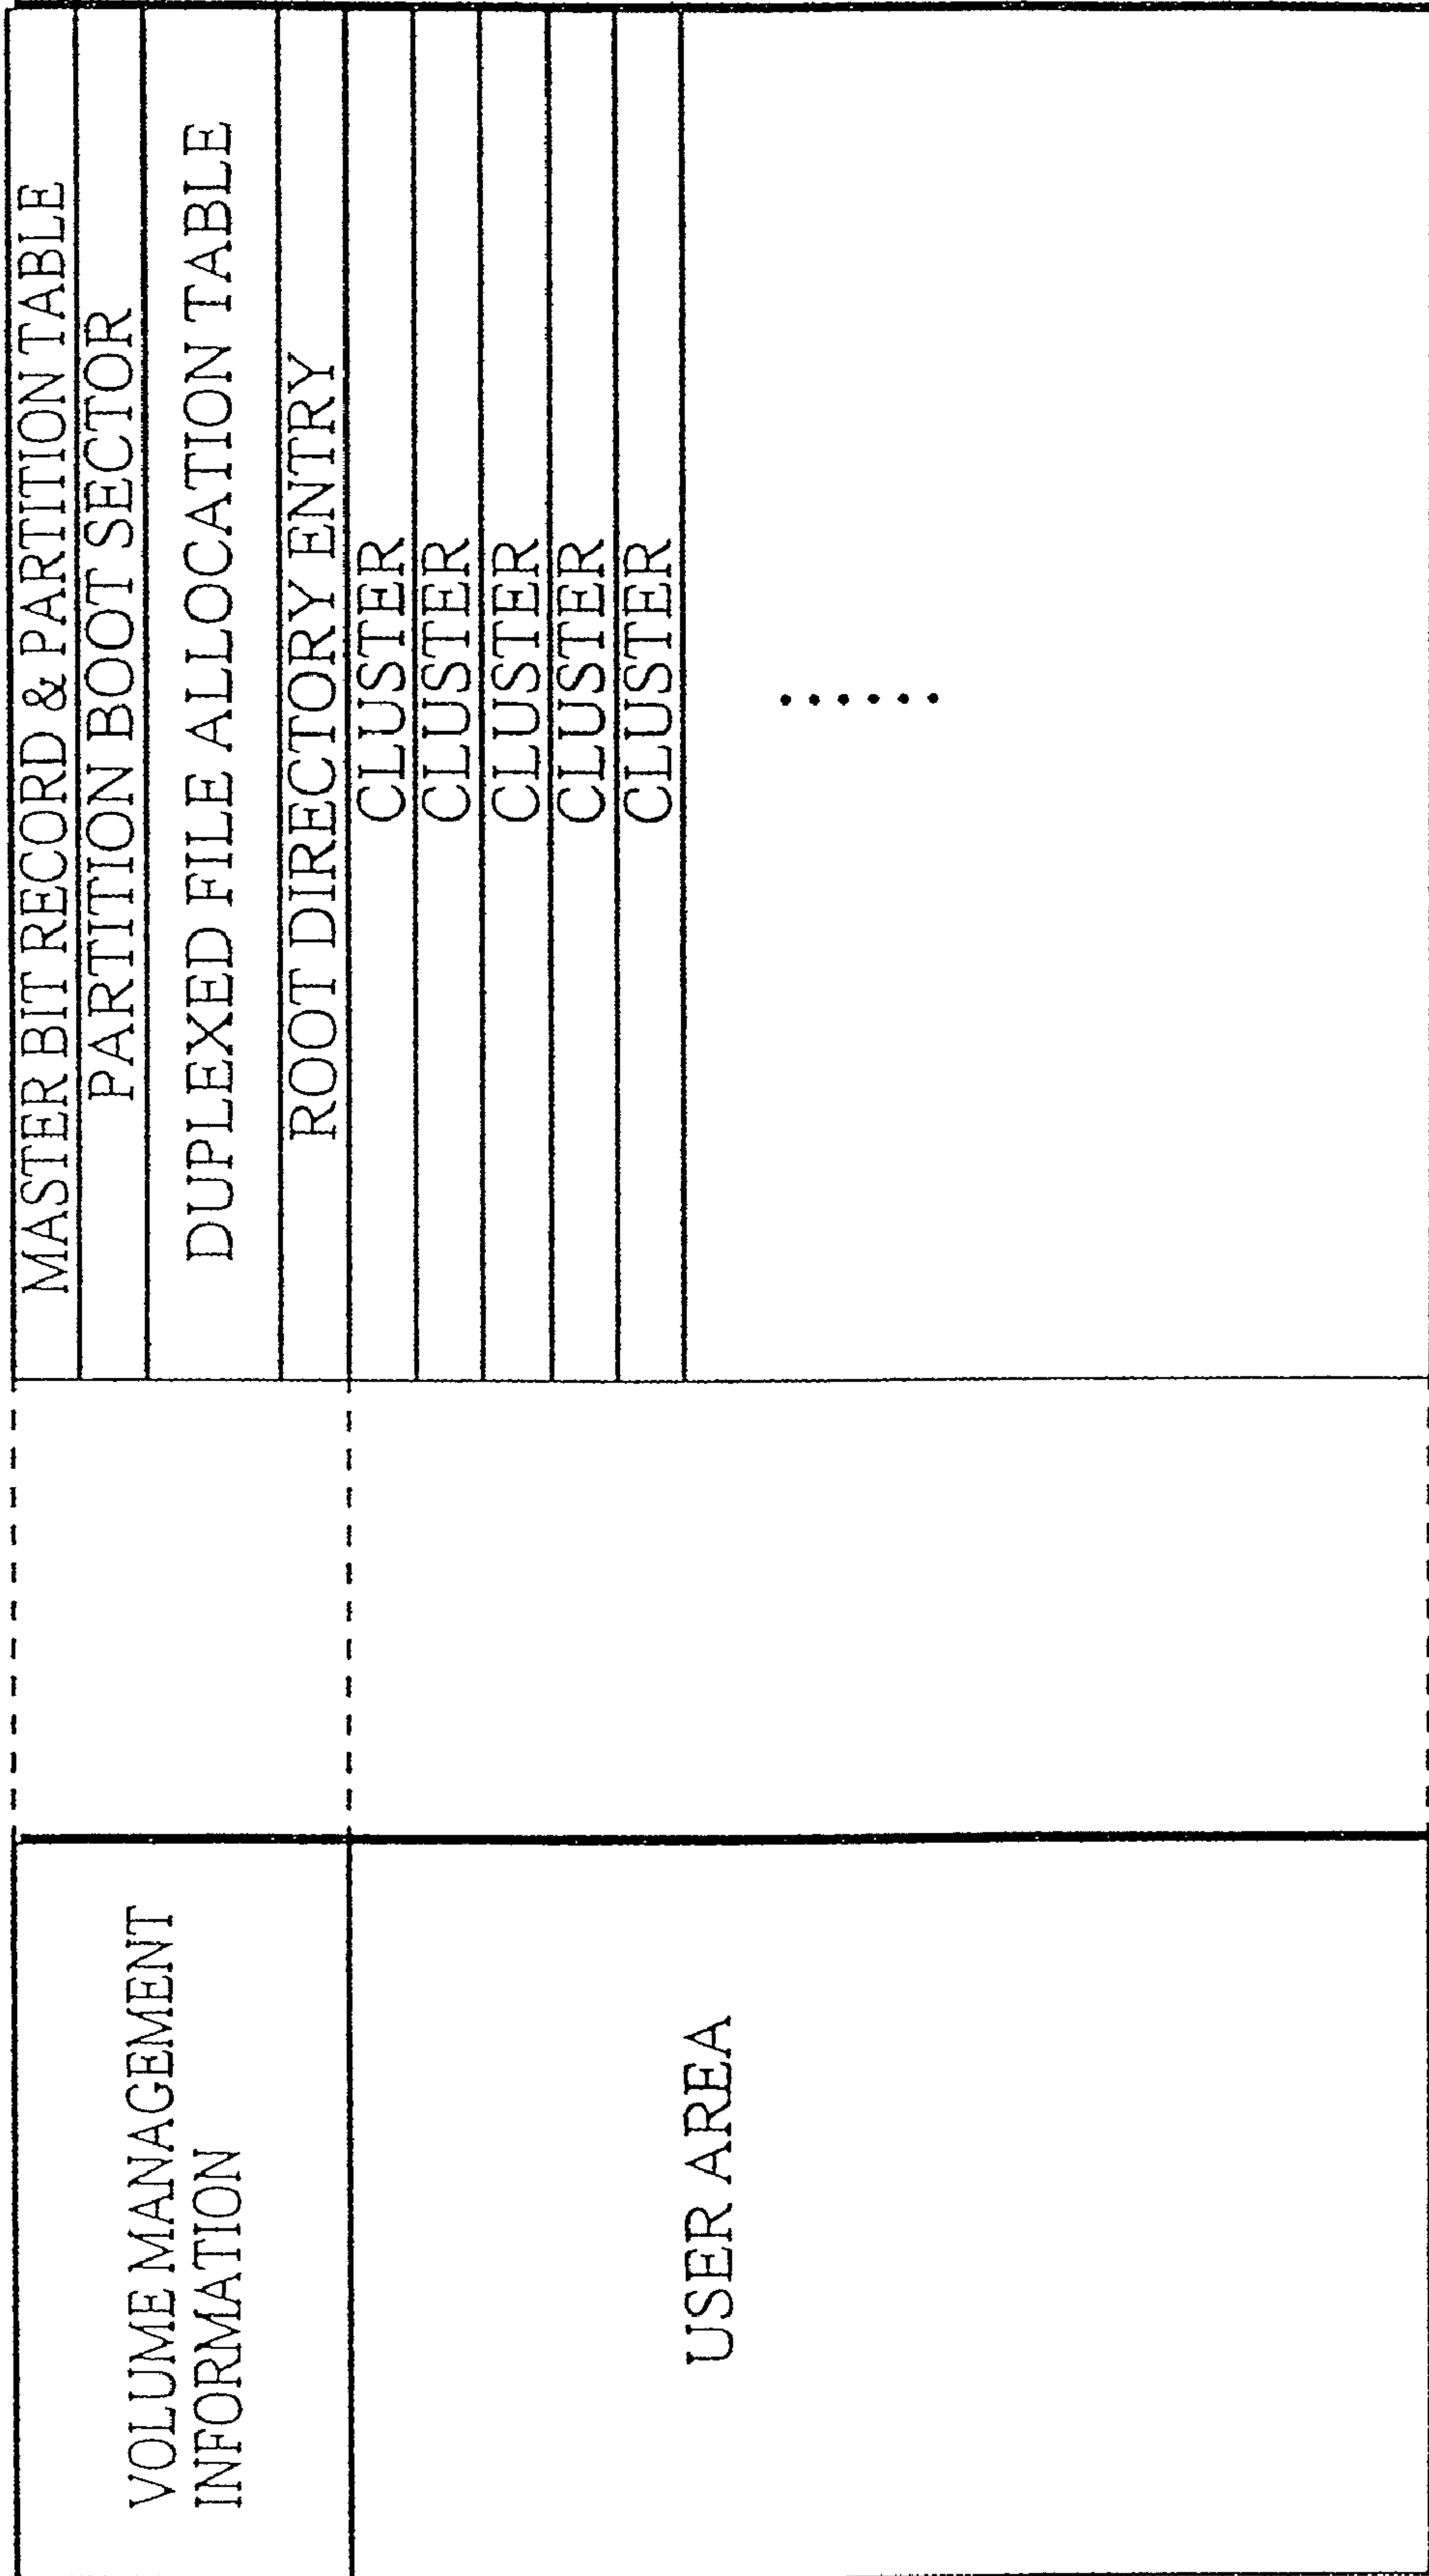 VOLUME MANAGEMENT
INFORMATION
USER AREA
MASTER BIT RECORD & PARTITION TABLE
PARTITION BOOT SECTOR
DUPLEXED FILE ALLOCATION TABLE
ROOT DIRECTORY ENTRY
CLUSTER
CLUSTER
CLUSTER
CLUSTER
CLUSTER
......